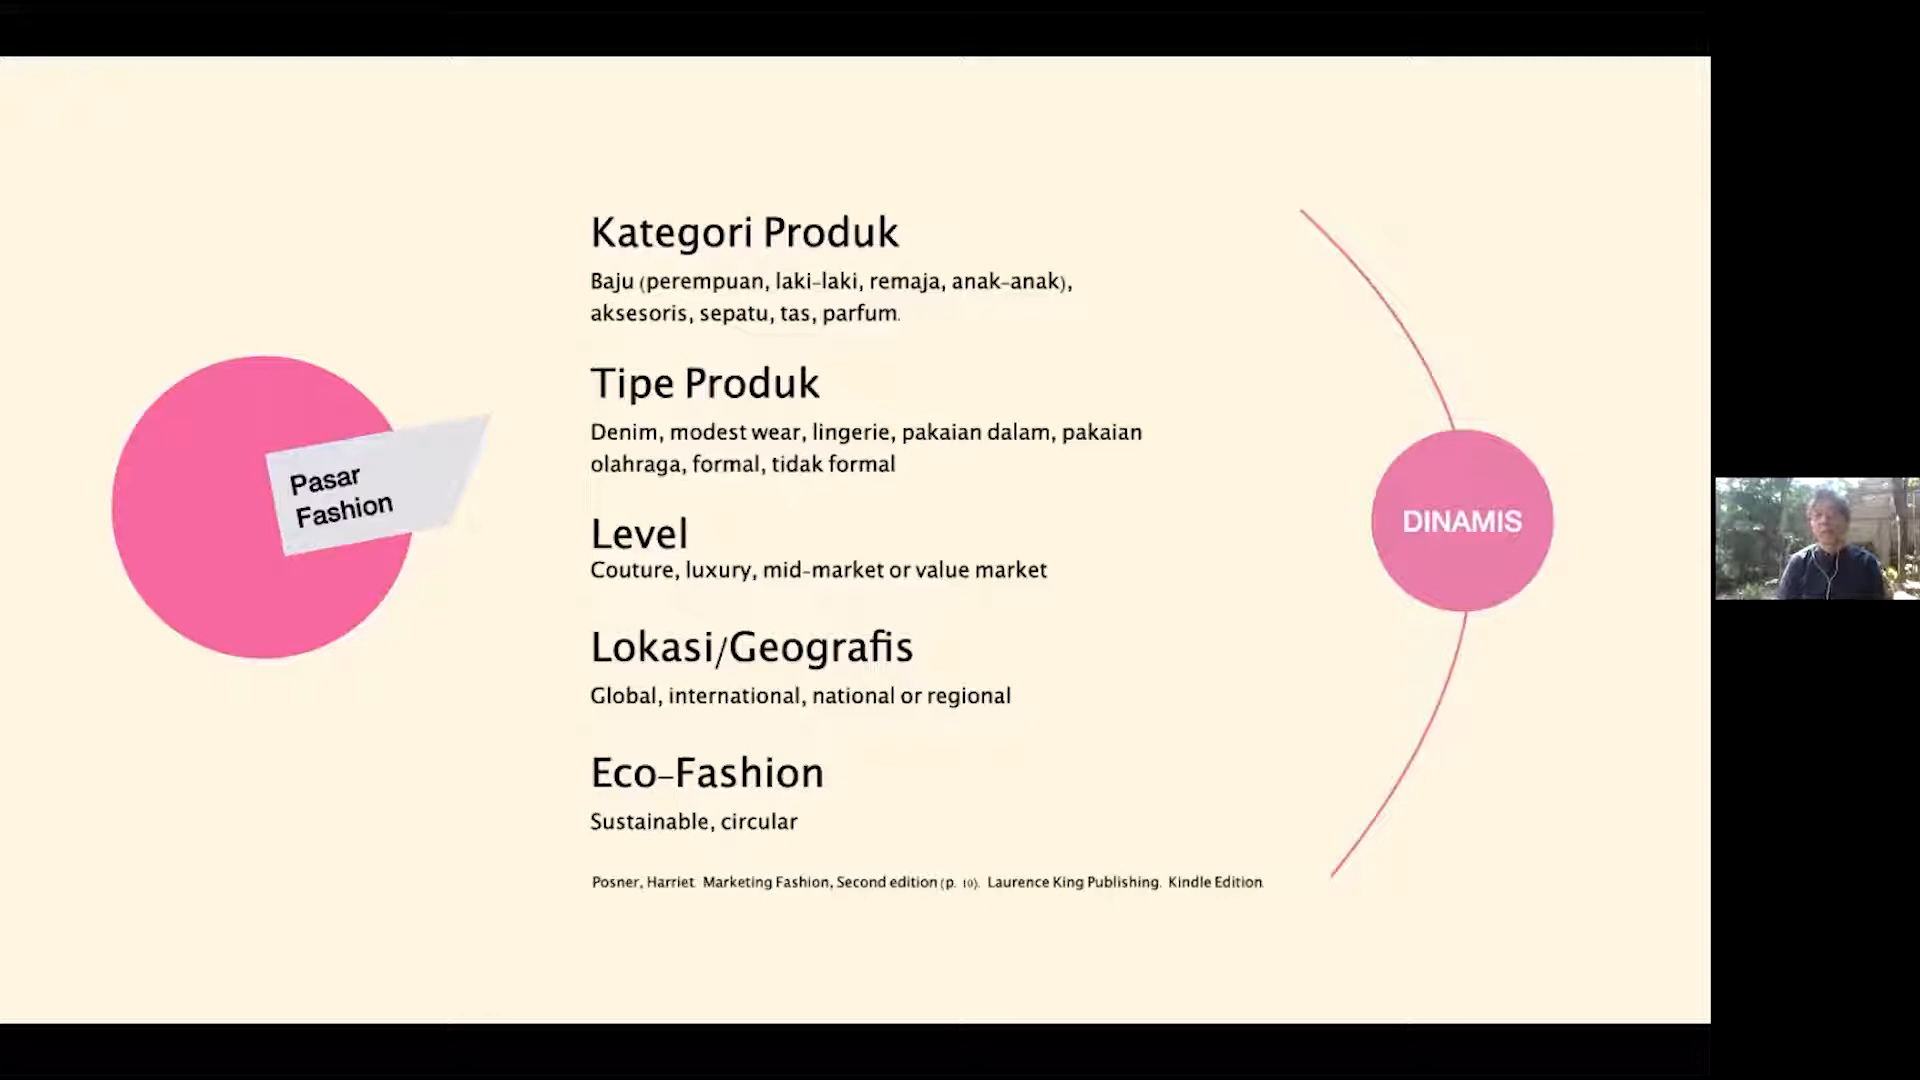 Pasar
Fashion
Kategori Produk
Baju (perempuan, laki-laki, remaja, anak-anak),
aksesoris, sepatu, tas, parfum.
Tipe Produk
Denim, modest wear, lingerie, pakaian dalam, pakaian
olahraga, formal, tidak formal
Level
Couture, luxury, mid-market or value market
Lokasi/Geografis
Global, international, national or regional
Eco-Fashion
Sustainable, circular
Posner, Harriet. Marketing Fashion, Second edition (p. 10). Laurence King Publishing. Kindle Edition.
DINAMIS